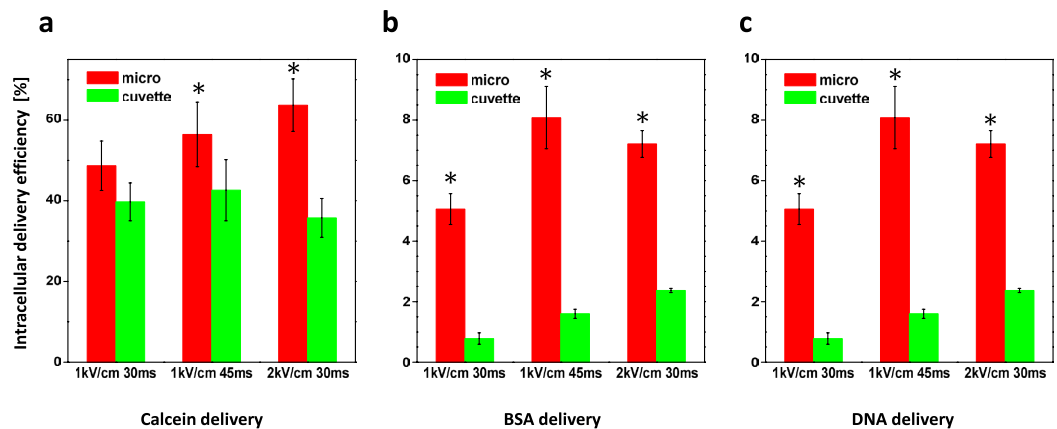 a
b
c
Intracellular delivery efficiency [%]
60
40
20
0
micro
cuvette
*
*
1kV/cm 30ms 1kV/cm 45ms 2kV/cm 30ms
Calcein delivery
10
8
6
4
2
0
micro
cuvette
*
*
*
1kV/cm 30ms 1kV/cm 45ms 2kV/cm 30ms
BSA delivery
10
8
6
4
2
0
micro
cuvette
*
*
*
1kV/cm 30ms 1kV/cm 45ms 2kV/cm 30ms
DNA delivery